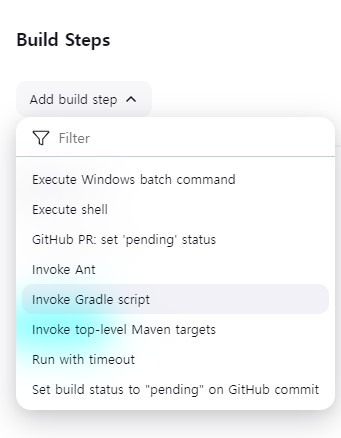 Build Steps
Add build step
Filter
Execute Windows batch command
Execute shell
GitHub PR: set 'pending' status
Invoke Ant
Invoke Gradle script
Invoke top-level Maven targets
Run with timeout
Set build status to "pending" on GitHub commit